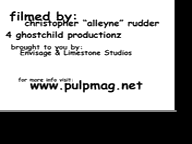 filmed by:
christopher "alleyne" rudder
4 ghostchild productionz
brought to you by:
Envisage & Limestone Studios
for more info visit:
www.pulpmag.net